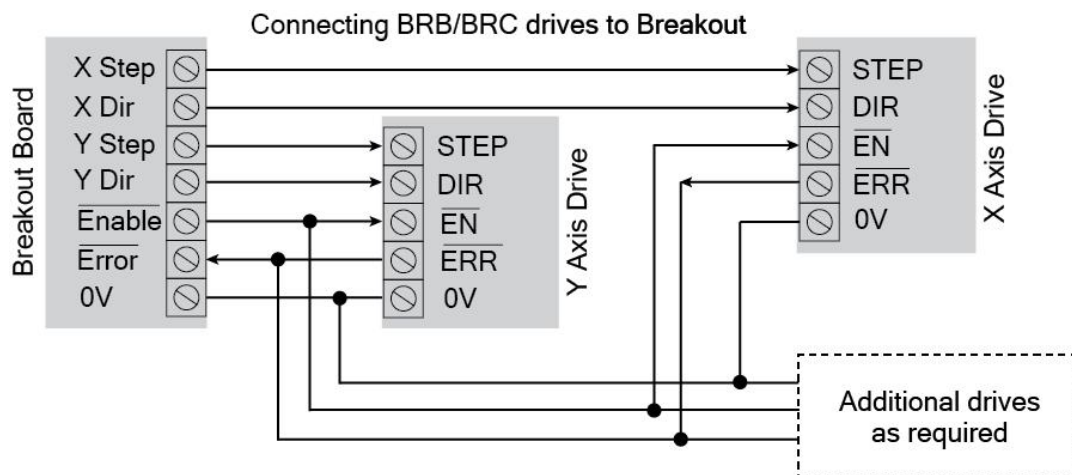 Connecting BRB/BRC drives to Breakout
Breakout Board
X Step
X Dir
Y Step
Y Dir
Enable
Error
0V
STEP
DIR
EN
ERR
0V
Y Axis Drive
STEP
DIR
EN
ERR
0V
X Axis Drive
Additional drives
as required